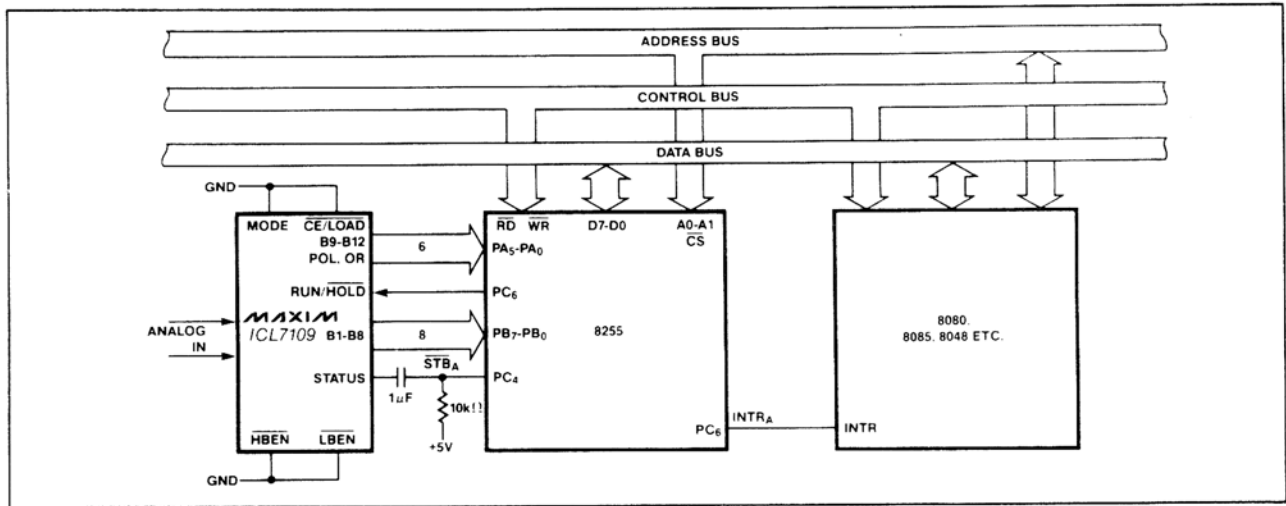 ADDRESS BUS
CONTROL BUS
DATA BUS
GND
MODE CE/LOAD
B9-B12
POL. OR
6
RUN/HOLD
MAXIM
ICL7109
B1-B8
8
ANALOG
IN
STATUS
1µF
STBA
10kΩ
+5V
HBEN LBEN
GND
RD WR D7-D0 A0-A1
CS
PA5-PA0
PC6
PB7-PB0
8255
PC4
PC6
INTRA
INTR
8080.
8085. 8048 ETC.